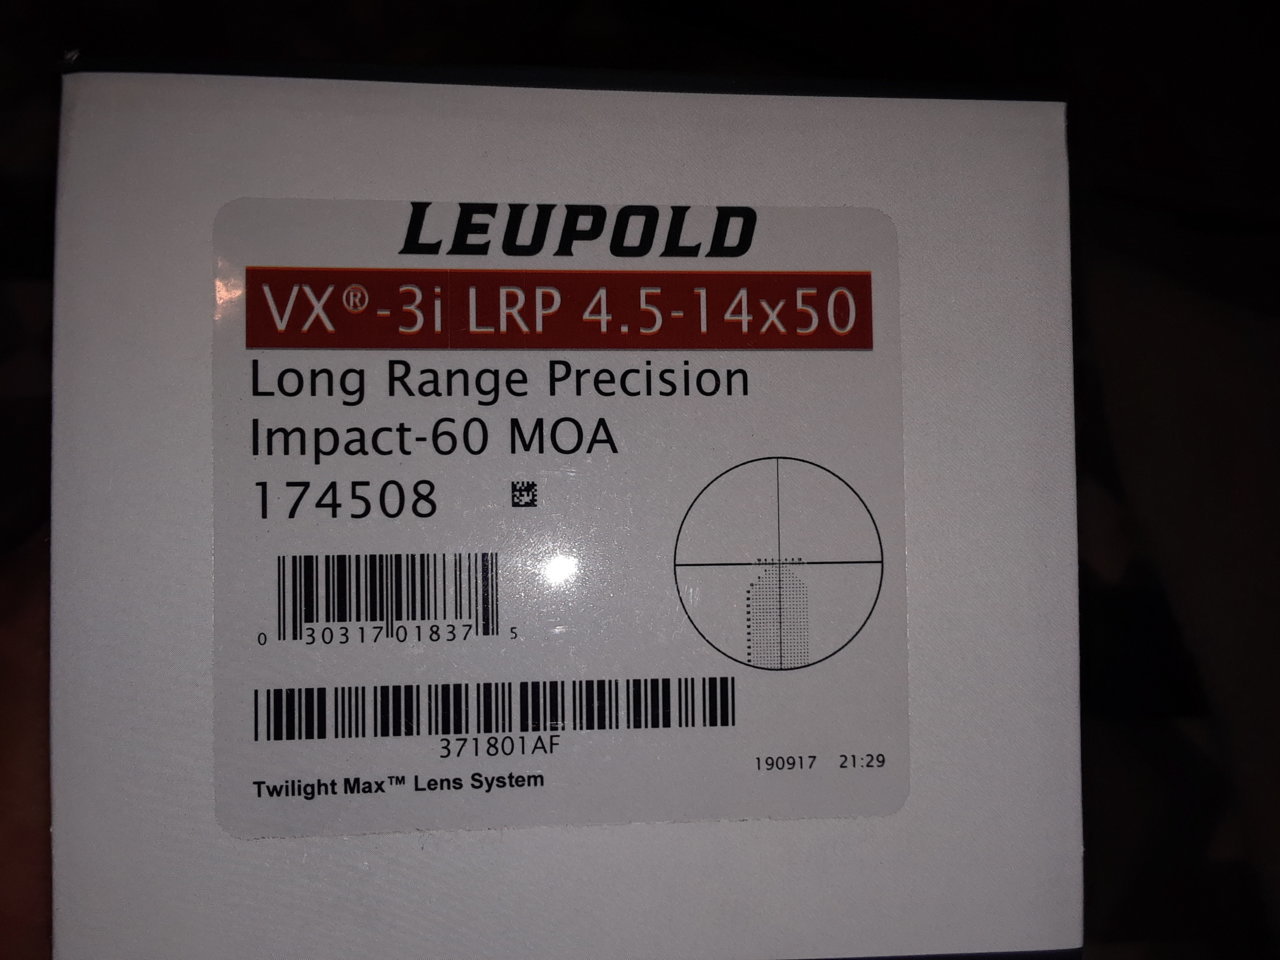 LEUPOLD
VX®-3i LRP 4.5-14x50
Long Range Precision
Impact-60 MOA
174508
0 30317 01837 5
371801AF
190917 21:29
Twilight Max™ Lens System